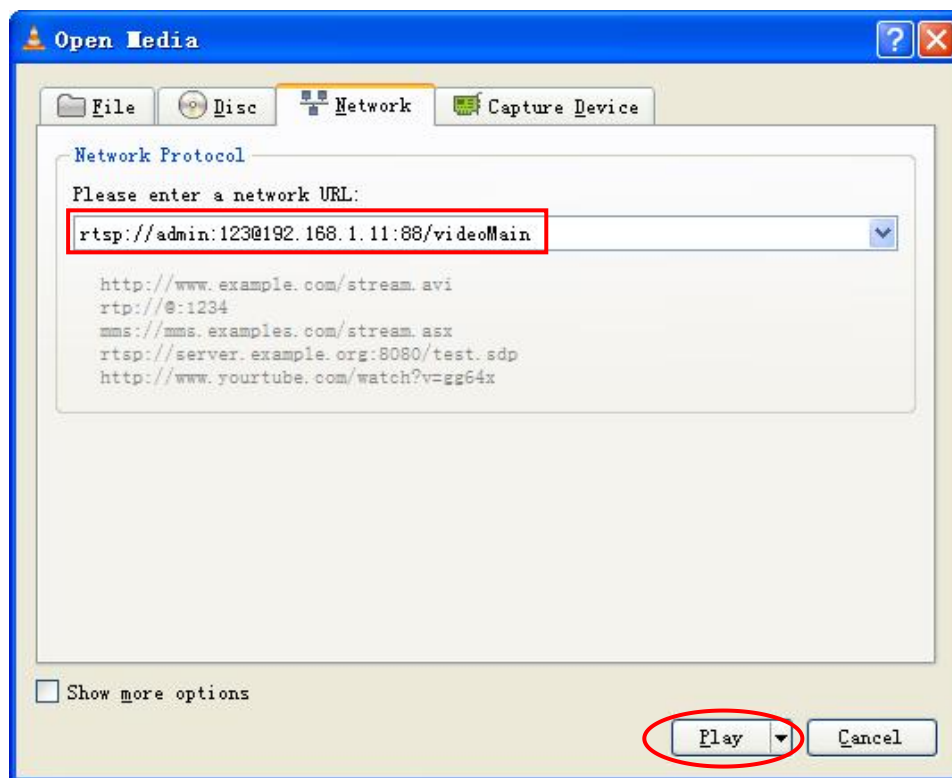 Open Media
File Disc Network Capture Device
Network Protocol
Please enter a network URL:
rtsp://admin:123@192.168.1.11:88/videoMain
http://www.example.com/stream.avi
rtp://@:1234
mms://mms.examples.com/stream.asx
rtsp://server.example.org:8080/test.sdp
http://www.yourtube.com/watch?v=gg64x
Show more options
Play Cancel